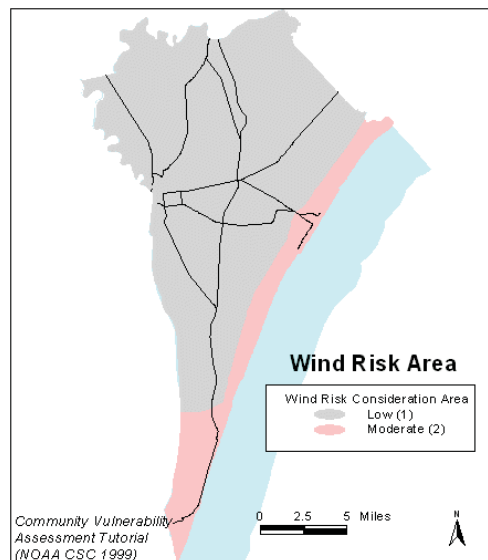 Wind Risk Area
Wind Risk Consideration Area
Low (1)
Moderate (2)
Community Vulnerability
Assessment Tutorial
(NOAA CSC 1999)
0 2.5 5 Miles
N